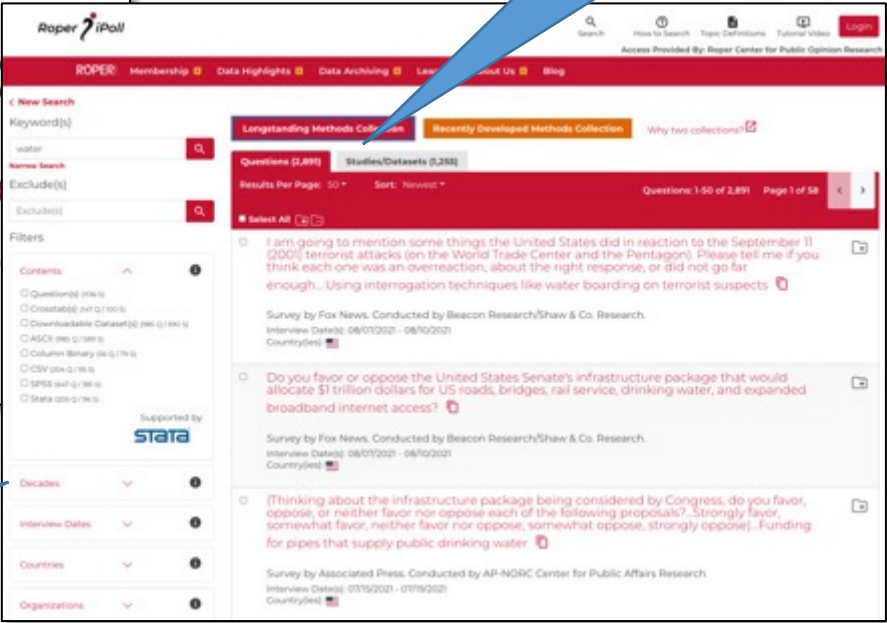 Roper iPoll
Search
How to Search
Topic Definitions
Tutorial Video
Login
Access Provided By: Roper Center for Public Opinion Research
ROPER
Membership
Data Highlights
Data Archiving
About Us
Blog
< New Search
Keyword(s)
water
Narrow Search
Exclude(s)
Exclude(s)
Filters
Contents
Question(s)
Crosstab(s)
Downloadable Dataset(s)
ASCII
Column Binary
CSV
SPSS
Stata
Supported by
STATA
Decades
Interview Dates
Countries
Organizations
Longstanding Methods Collection
Recently Developed Methods Collection
Why two collections?
Questions (2,891)
Studies/Datasets (1,255)
Results Per Page: 50
Sort: Newest
Questions: 1-50 of 2,891
Page 1 of 58
Select All
I am going to mention some things the United States did in reaction to the September 11
(2001) terrorist attacks (on the World Trade Center and the Pentagon). Please tell me if you
think each one was an overreaction, about the right response, or did not go far
enough...Using interrogation techniques like water boarding on terrorist suspects
Survey by Fox News. Conducted by Beacon Research/Shaw & Co. Research.
Interview Date(s): 08/07/2021 - 08/10/2021
Country(ies):
Do you favor or oppose the United States Senate's infrastructure package that would
allocate $1 trillion dollars for US roads, bridges, rail service, drinking water, and expanded
broadband internet access?
Survey by Fox News. Conducted by Beacon Research/Shaw & Co. Research.
Interview Date(s): 08/07/2021 - 08/10/2021
Country(ies):
(Thinking about the infrastructure package being considered by Congress, do you favor,
oppose, or neither favor nor oppose each of the following proposals?...Strongly favor,
somewhat favor, neither favor nor oppose, somewhat oppose, strongly oppose)...Funding
for pipes that supply public drinking water
Survey by Associated Press. Conducted by AP-NORC Center for Public Affairs Research.
Interview Date(s): 07/15/2021 - 07/19/2021
Country(ies):